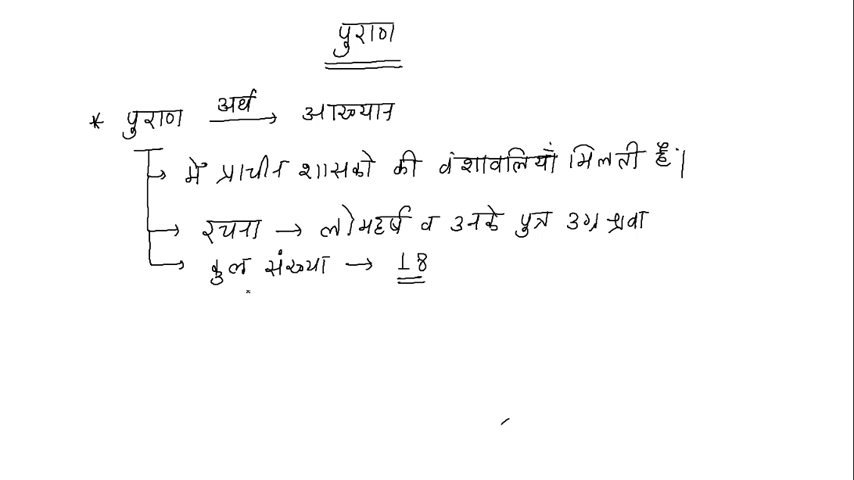 पुराण
* पुराण अर्थ → आख्यान
→ में प्राचीन शासको की वंशावलियाँ मिलती हैं।
→ रचना → लोमहर्ष व उनके पुत्र उग्रश्रवा
→ कुल संख्या → 18